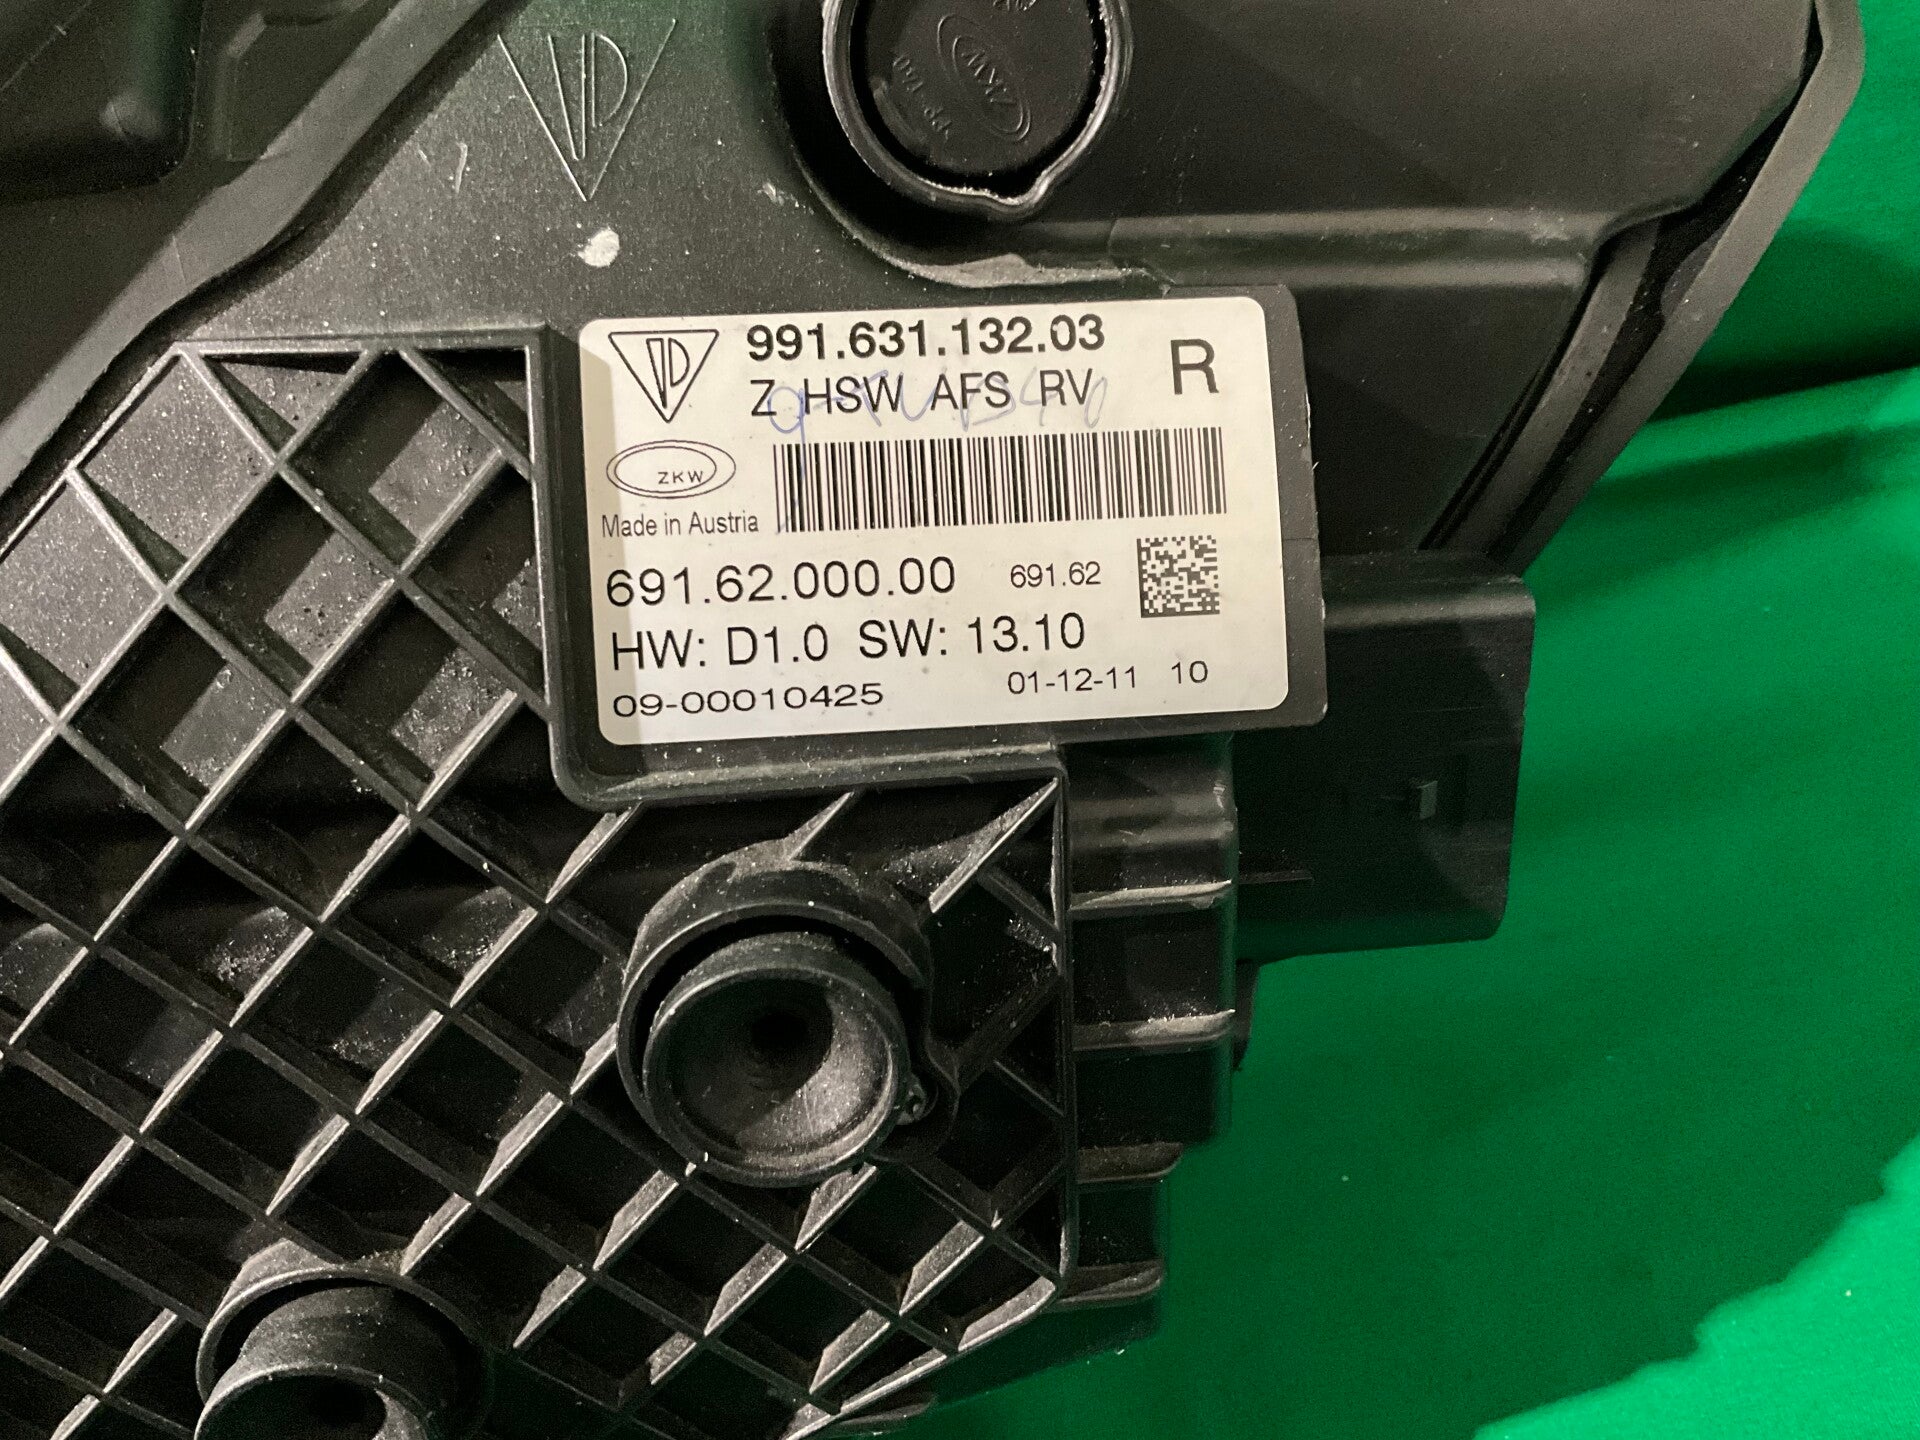 ZKW
991.631.132.03
R
Z HSW AFS RV
ZKW
Made in Austria
691.62.000.00 691.62
HW: D1.0 SW: 13.10
09-00010425 01-12-11 10